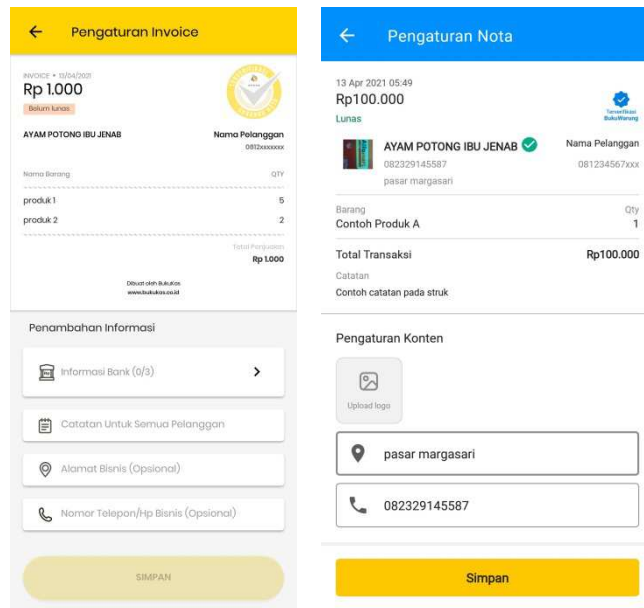 Pengaturan Invoice
INVOICE • 13/04/2021
Rp 1.000
Belum lunas
AYAM POTONG IBU JENAB
Nama Pelanggan
0812xxxxxxx
Nama Barang QTY
produk 1 5
produk 2 2
Total Penjualan
Rp 1.000
Dibuat oleh BukuKas
www.bukukas.co.id
Penambahan Informasi
Informasi Bank (0/3)
Catatan Untuk Semua Pelanggan
Alamat Bisnis (Opsional)
Nomor Telepon/Hp Bisnis (Opsional)
SIMPAN
Pengaturan Nota
13 Apr 2021 05:49
Rp100.000
Lunas
Terverifikasi
BukuWarung
AYAM POTONG IBU JENAB
082329145587
pasar margasari
Nama Pelanggan
081234567xxx
Barang Qty
Contoh Produk A 1
Total Transaksi Rp100.000
Catatan
Contoh catatan pada struk
Pengaturan Konten
Upload logo
pasar margasari
082329145587
Simpan